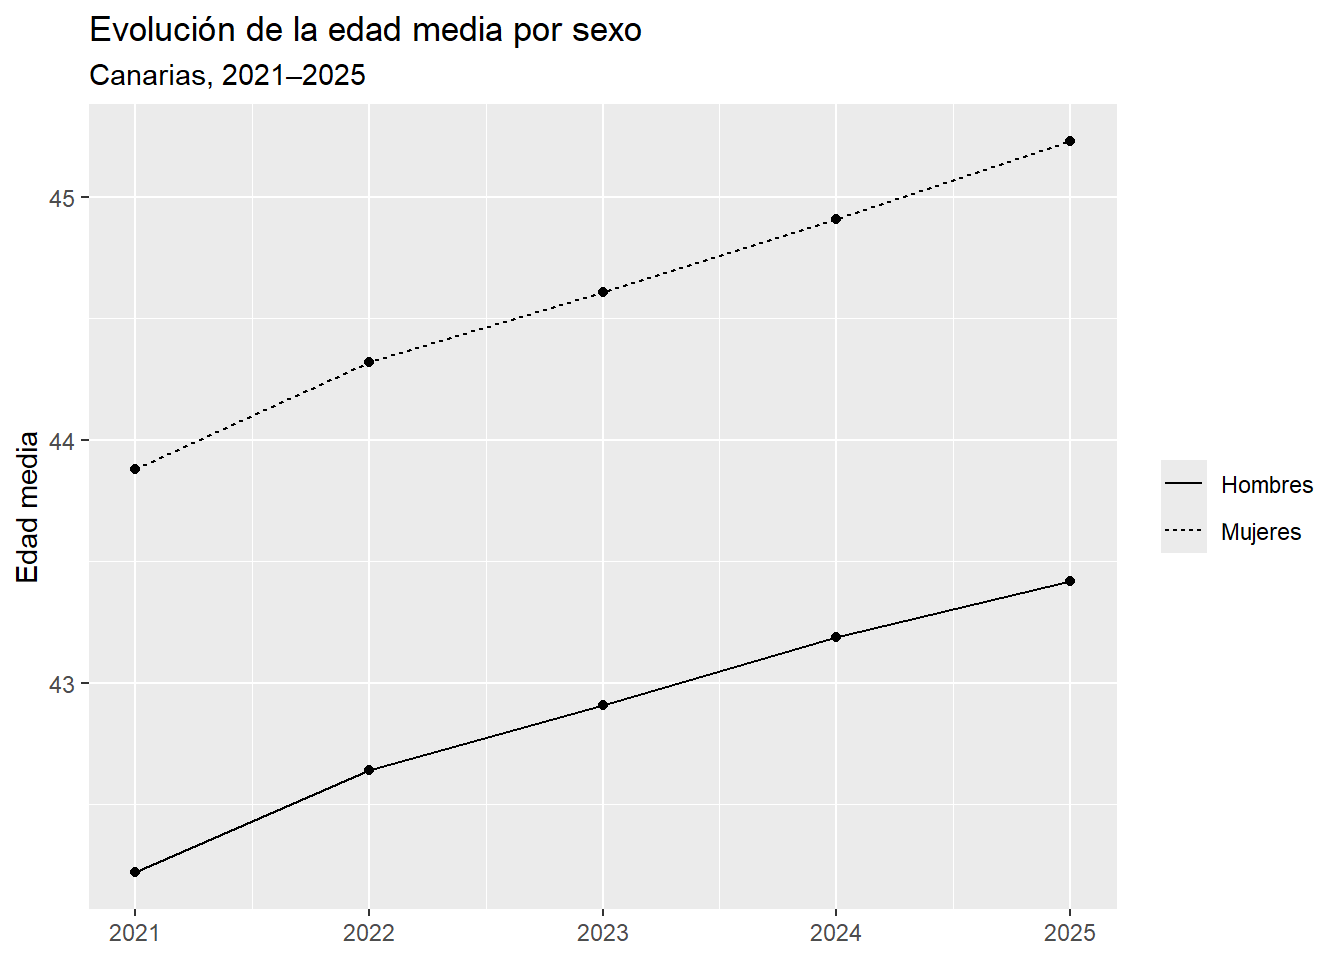 Evolución de la edad media por sexo
Canarias, 2021–2025
Edad media
45
44
43
2021
2022
2023
2024
2025
Hombres
Mujeres